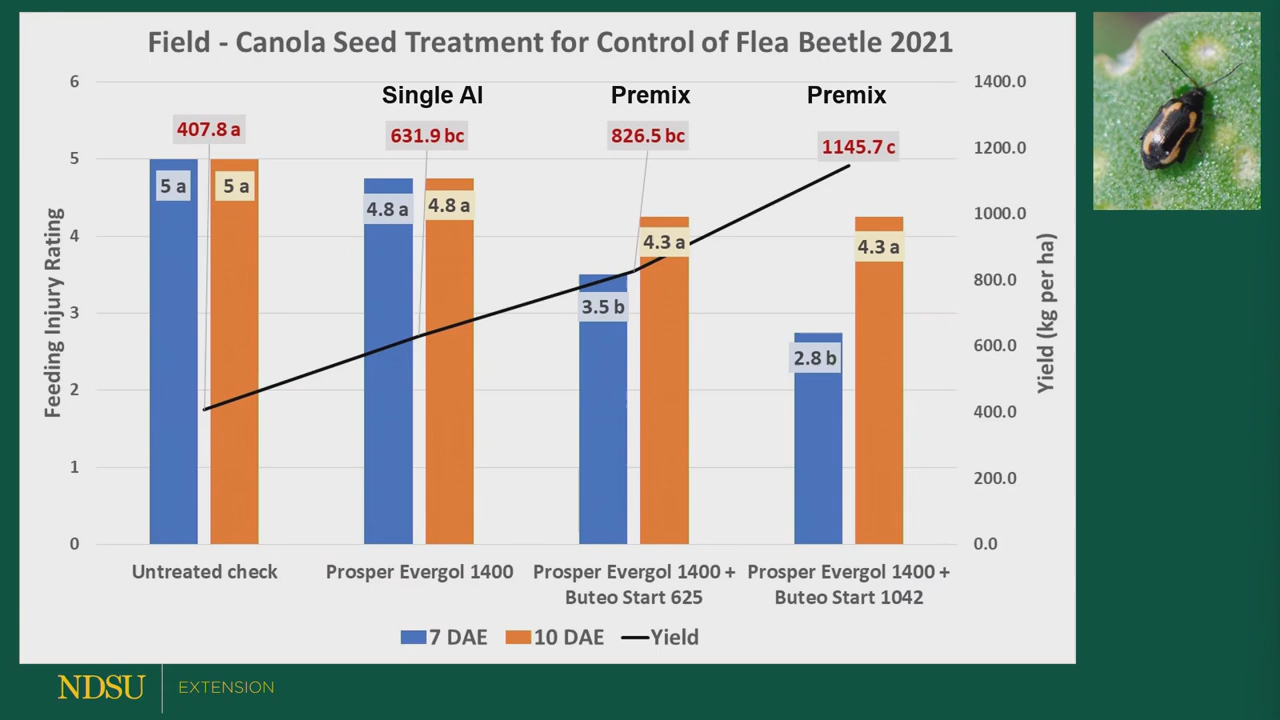 Field - Canola Seed Treatment for Control of Flea Beetle 2021
6
5
4
3
2
1
0
Feeding Injury Rating
1400.0
1200.0
1000.0
800.0
600.0
400.0
200.0
0.0
Yield (kg per ha)
Single AI
Premix
Premix
407.8 a
631.9 bc
826.5 bc
1145.7 c
5 a
5 a
4.8 a
4.8 a
3.5 b
4.3 a
2.8 b
4.3 a
Untreated check
Prosper Evergol 1400
Prosper Evergol 1400 +
Buteo Start 625
Prosper Evergol 1400 +
Buteo Start 1042
7 DAE
10 DAE
Yield
NDSU
EXTENSION